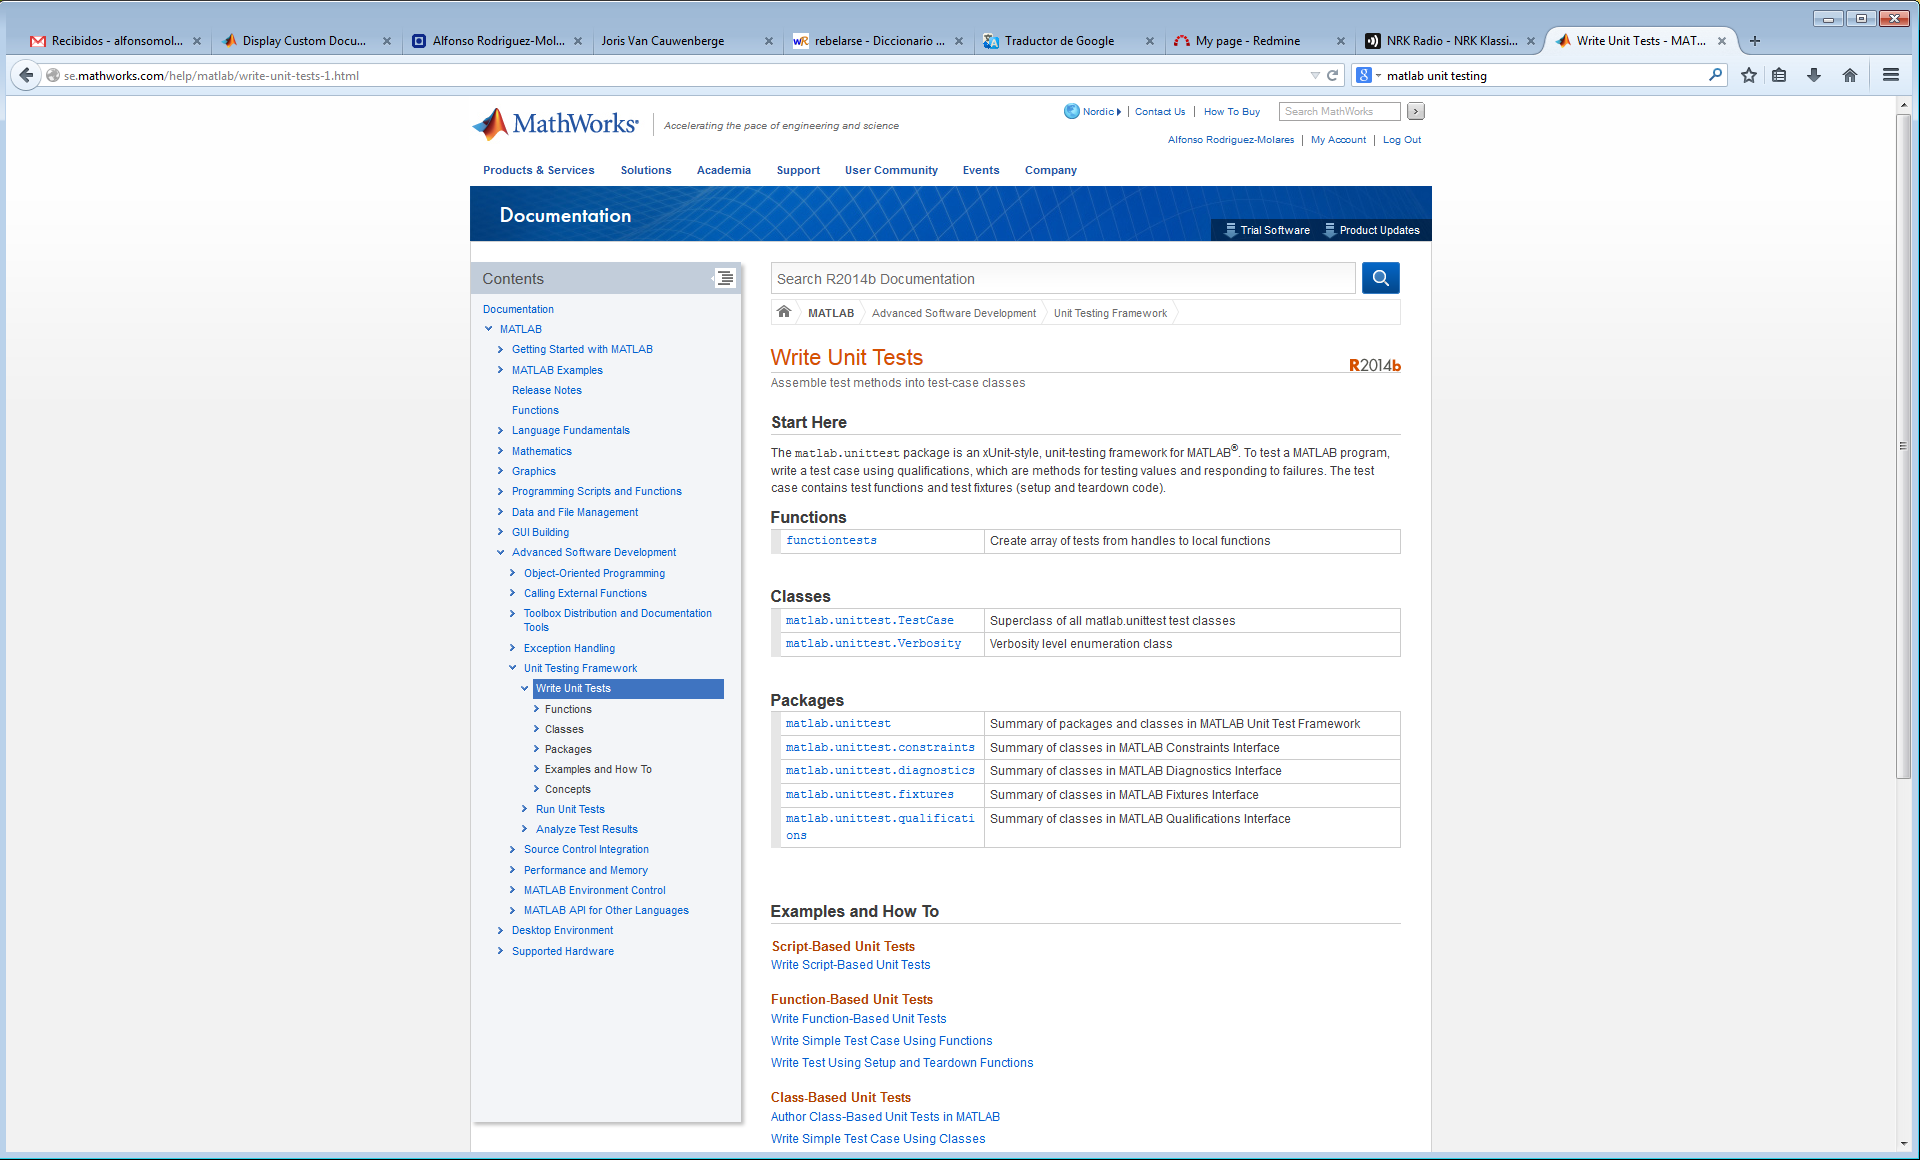 Recibidos - alfonsomol...
Display Custom Docu...
Alfonso Rodriguez-Mol...
Joris Van Cauwenberge
rebelarse - Diccionario ...
Traductor de Google
My page - Redmine
NRK Radio - NRK Klassi...
Write Unit Tests - MAT...
se.mathworks.com/help/matlab/write-unit-tests-1.html
matlab unit testing
MathWorks®
Accelerating the pace of engineering and science
Nordic
Contact Us
How To Buy
Search MathWorks
Alfonso Rodriguez-Molares
My Account
Log Out
Products & Services
Solutions
Academia
Support
User Community
Events
Company
Documentation
Trial Software
Product Updates
Contents
Documentation
MATLAB
Getting Started with MATLAB
MATLAB Examples
Release Notes
Functions
Language Fundamentals
Mathematics
Graphics
Programming Scripts and Functions
Data and File Management
GUI Building
Advanced Software Development
Object-Oriented Programming
Calling External Functions
Toolbox Distribution and Documentation
Tools
Exception Handling
Unit Testing Framework
Write Unit Tests
Functions
Classes
Packages
Examples and How To
Concepts
Run Unit Tests
Analyze Test Results
Source Control Integration
Performance and Memory
MATLAB Environment Control
MATLAB API for Other Languages
Desktop Environment
Supported Hardware
Search R2014b Documentation
MATLAB
Advanced Software Development
Unit Testing Framework
Write Unit Tests
R2014b
Assemble test methods into test-case classes
Start Here
The matlab.unittest package is an xUnit-style, unit-testing framework for MATLAB®. To test a MATLAB program,
write a test case using qualifications, which are methods for testing values and responding to failures. The test
case contains test functions and test fixtures (setup and teardown code).
Functions
functiontests Create array of tests from handles to local functions
Classes
matlab.unittest.TestCase Superclass of all matlab.unittest test classes
matlab.unittest.Verbosity Verbosity level enumeration class
Packages
matlab.unittest Summary of packages and classes in MATLAB Unit Test Framework
matlab.unittest.constraints Summary of classes in MATLAB Constraints Interface
matlab.unittest.diagnostics Summary of classes in MATLAB Diagnostics Interface
matlab.unittest.fixtures Summary of classes in MATLAB Fixtures Interface
matlab.unittest.qualificati Summary of classes in MATLAB Qualifications Interface
ons
Examples and How To
Script-Based Unit Tests
Write Script-Based Unit Tests
Function-Based Unit Tests
Write Function-Based Unit Tests
Write Simple Test Case Using Functions
Write Test Using Setup and Teardown Functions
Class-Based Unit Tests
Author Class-Based Unit Tests in MATLAB
Write Simple Test Case Using Classes